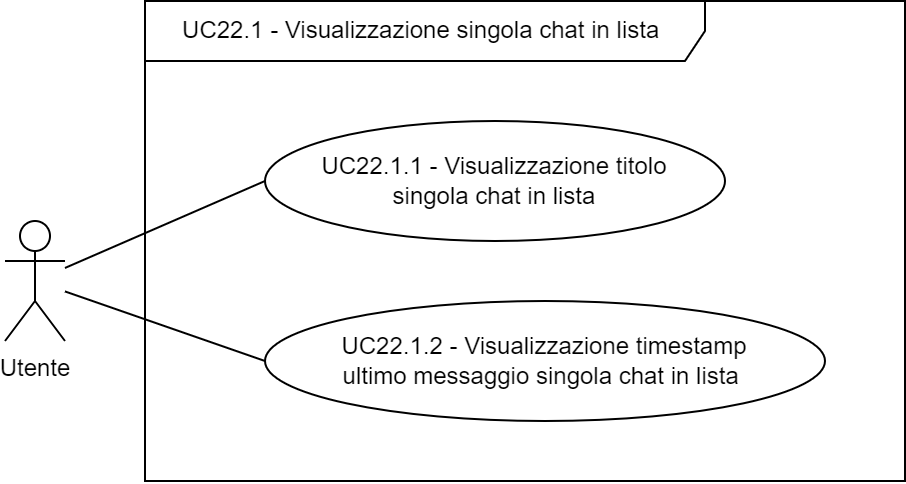 UC22.1 - Visualizzazione singola chat in lista
UC22.1.1 - Visualizzazione titolo
singola chat in lista
Utente
UC22.1.2 - Visualizzazione timestamp
ultimo messaggio singola chat in lista